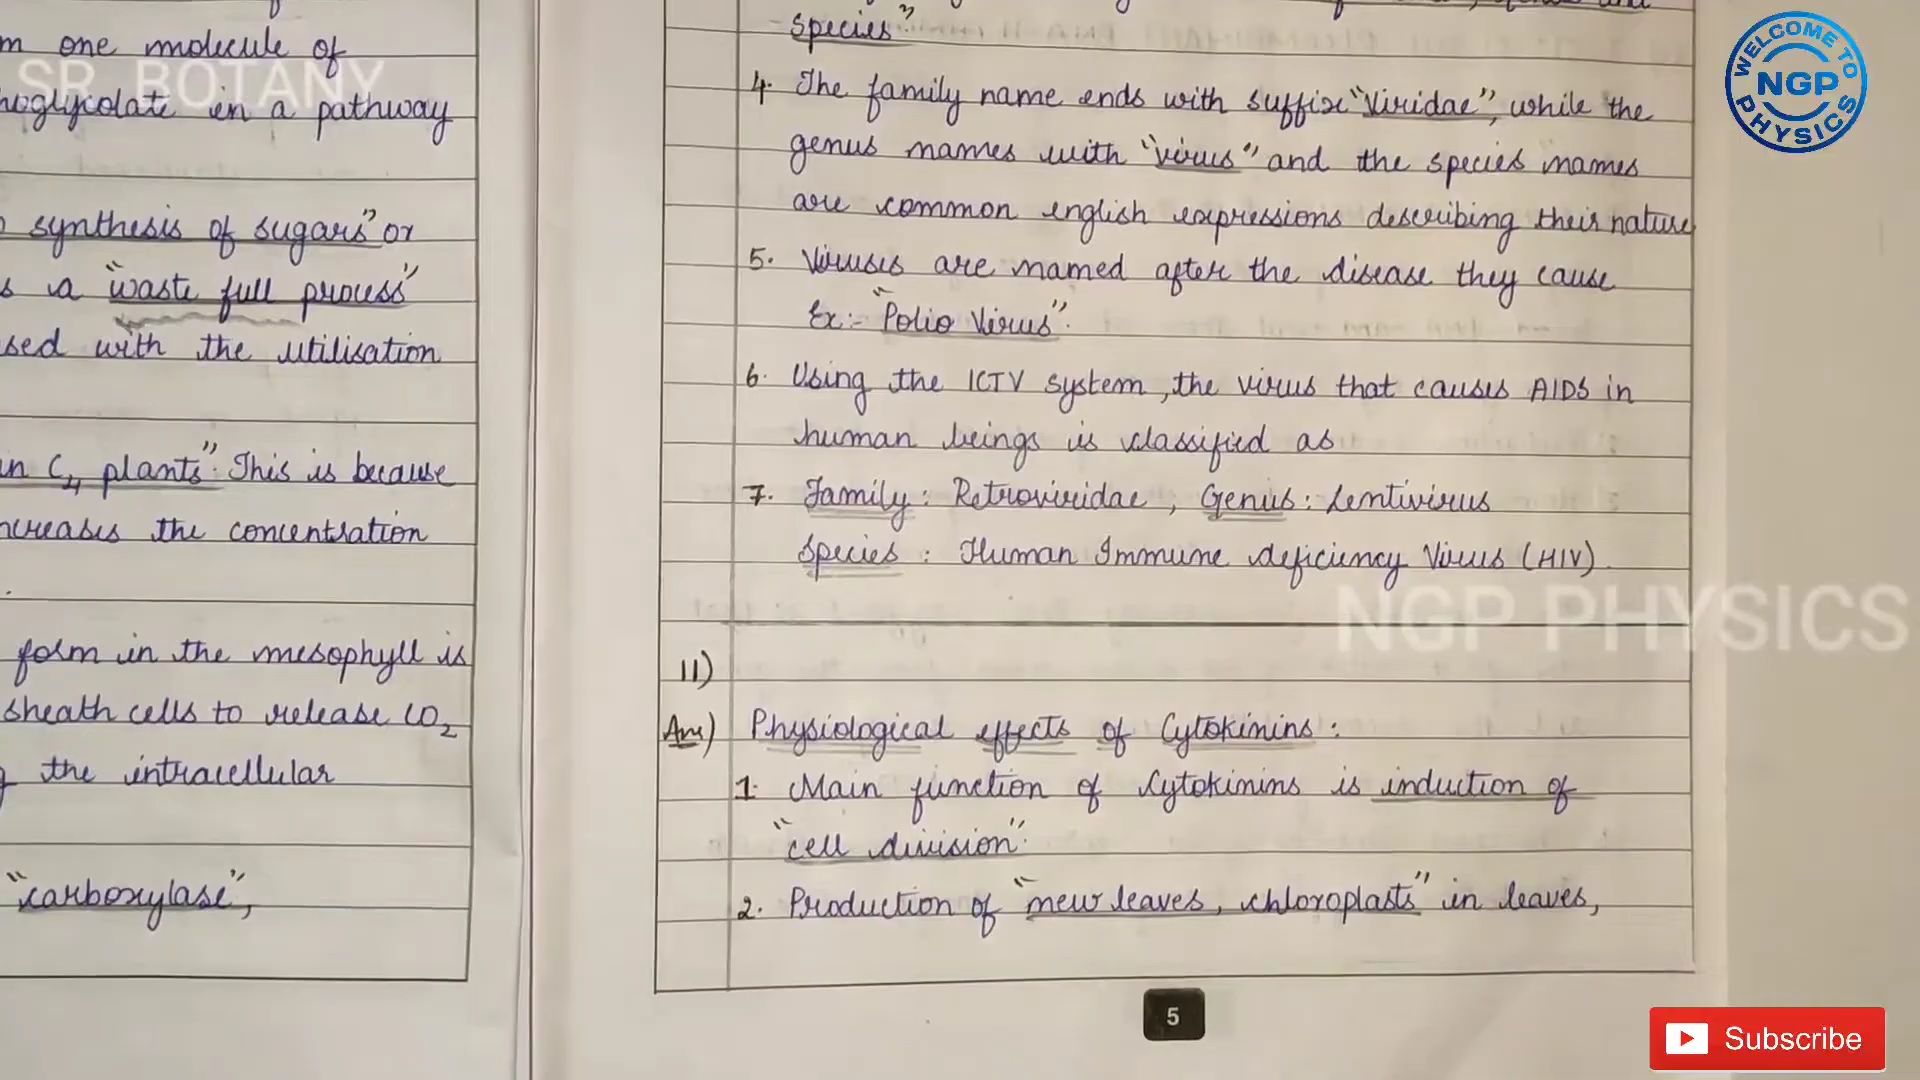 m one molecule of
SR BOTANY
hoglycolate in a pathway
synthesis of sugars" or
s a "waste full process"
sed with the utilisation
in C4 plants". This is because
ncreases the concentration
form in the mesophyll is
sheath cells to release CO2
the intracellular
"carboxylase",
species"
4. The family name ends with suffix "Viridae", while the
genus names with "virus" and the species names
are common english expressions describing their nature
5. Viruses are named after the disease they cause
Ex:- "Polio Virus".
6. Using the ICTV system, the virus that causes AIDS in
human beings is classified as
7. Family : Retroviridae , Genus : Lentivirus
Species : Human Immune deficiency Virus (HIV).
NGP PHYSICS
11)
Ans) Physiological effects of Cytokinins :
1. Main function of Cytokinins is induction of
"cell division".
2. Production of "new leaves, chloroplasts" in leaves,
5
WELCOME TO
NGP
PHYSICS
Subscribe